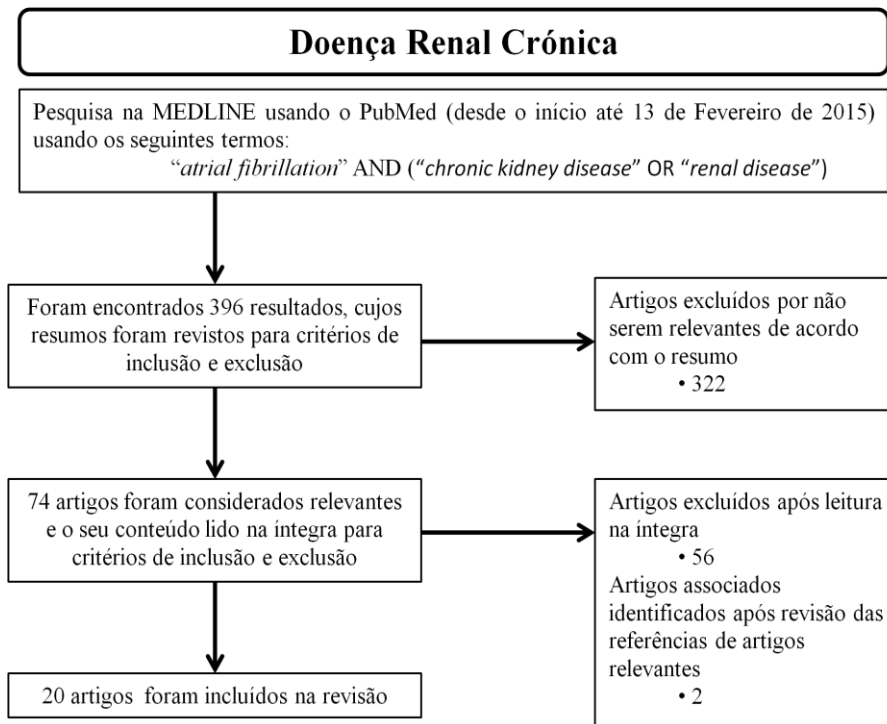 Doença Renal Crónica
Pesquisa na MEDLINE usando o PubMed (desde o início até 13 de Fevereiro de 2015)
usando os seguintes termos:
“atrial fibrillation” AND (“chronic kidney disease” OR “renal disease”)
Foram encontrados 396 resultados, cujos
resumos foram revistos para critérios de
inclusão e exclusão
Artigos excluídos por não
serem relevantes de acordo
com o resumo
• 322
74 artigos foram considerados relevantes
e o seu conteúdo lido na íntegra para
critérios de inclusão e exclusão
Artigos excluídos após leitura
na íntegra
• 56
Artigos associados
identificados após revisão das
referências de artigos
relevantes
• 2
20 artigos foram incluídos na revisão